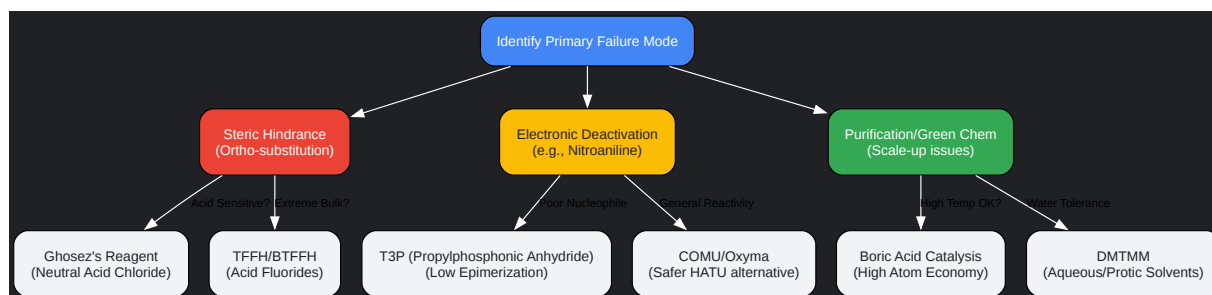 Identify Primary Failure Mode
Steric Hindrance
(Ortho-substitution)
Electronic Deactivation
(e.g., Nitroaniline)
Purification/Green Chem
(Scale-up issues)
Acid Sensitive?
Extreme Bulk?
Poor Nucleophile
General Reactivity
High Temp OK?
Water Tolerance
Ghosez's Reagent
(Neutral Acid Chloride)
TFFH/BTFFH
(Acid Fluorides)
T3P (Propylphosphonic Anhydride)
(Low Epimerization)
COMU/Oxyma
(Safer HATU alternative)
Boric Acid Catalysis
(High Atom Economy)
DMTMM
(Aqueous/Protic Solvents)